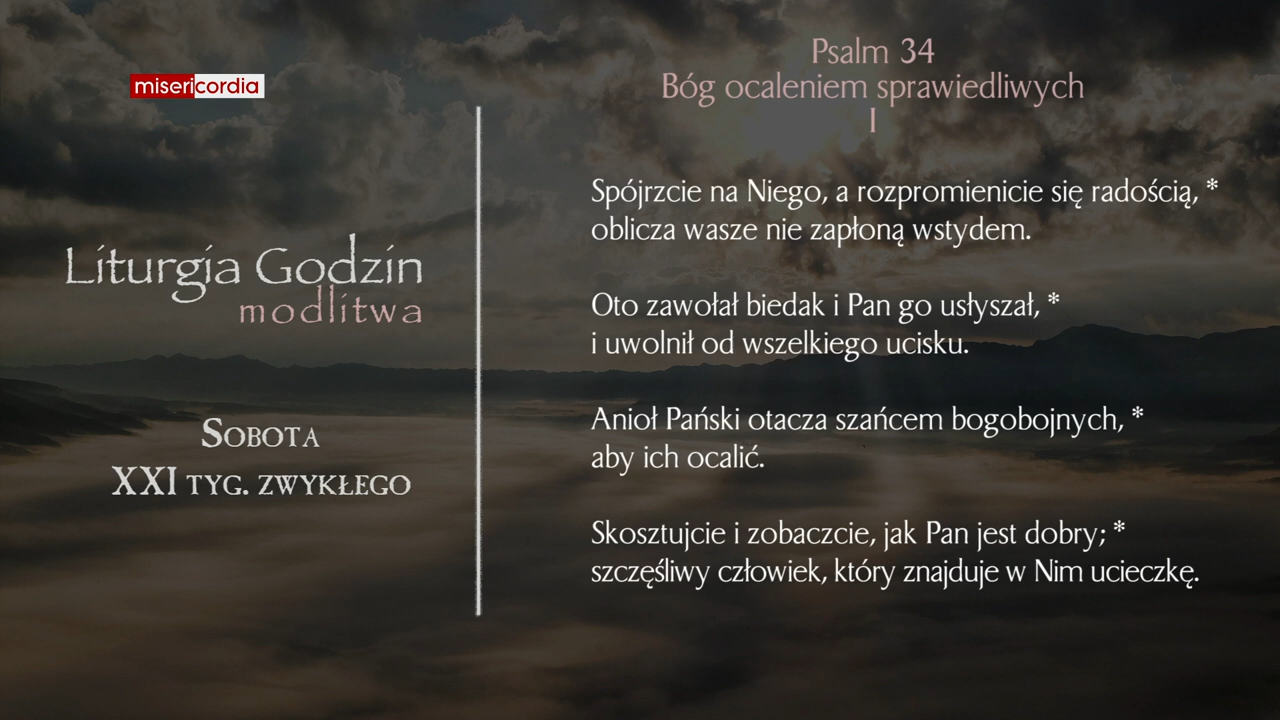 misericordia
Liturgia Godzin
modlitwa
Sobota
XXI tyg. zwykłego
Psalm 34
Bóg ocaleniem sprawiedliwych
I
Spójrzcie na Niego, a rozpromienicie się radością, *
oblicza wasze nie zapłoną wstydem.
Oto zawołał biedak i Pan go usłyszał, *
i uwolnił od wszelkiego ucisku.
Anioł Pański otacza szańcem bogobojnych, *
aby ich ocalić.
Skosztujcie i zobaczcie, jak Pan jest dobry; *
szczęśliwy człowiek, który znajduje w Nim ucieczkę.